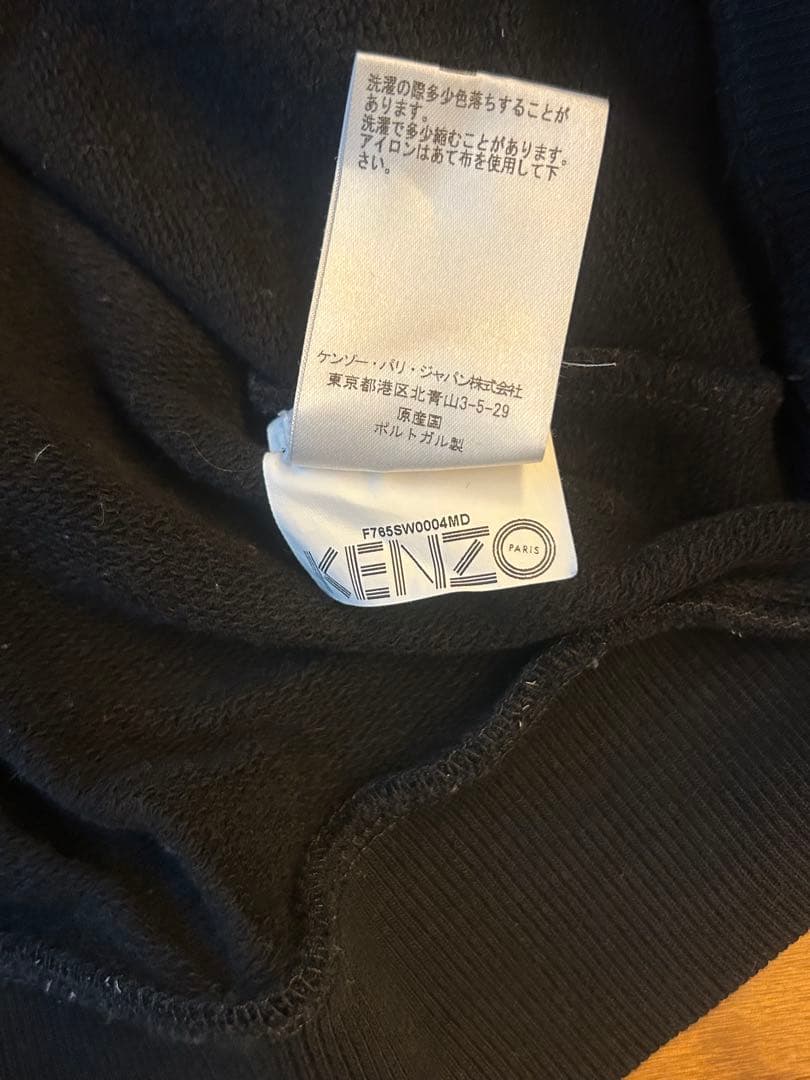 洗濯の際多少色落ちすることが
あります。
洗濯で多少縮むことがあります。
アイロンはあて布を使用して下
さい。
ケンゾー・パリ・ジャパン株式会社
東京都港区北青山3-5-29
原産国
ポルトガル製
F765SW0004MD
KENZO
PARIS